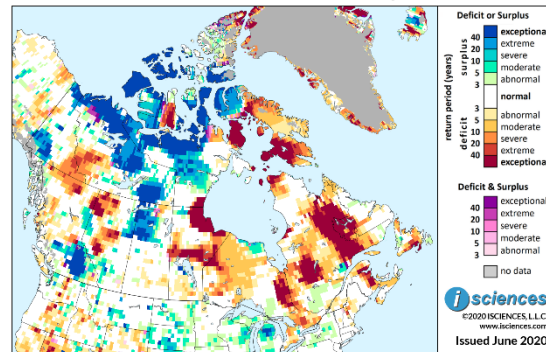 Deficit or Surplus
exceptional
40
extreme
20
severe
10
moderate
5
abnormal
3
normal
3
abnormal
5
moderate
10
severe
20
extreme
40
exceptional
return period (years)
surplus
deficit
Deficit & Surplus
exceptional
40
extreme
20
severe
10
moderate
5
abnormal
3
no data
i sciences
©2020 ISCIENCES, L.L.C.
www.isciences.com
Issued June 2020